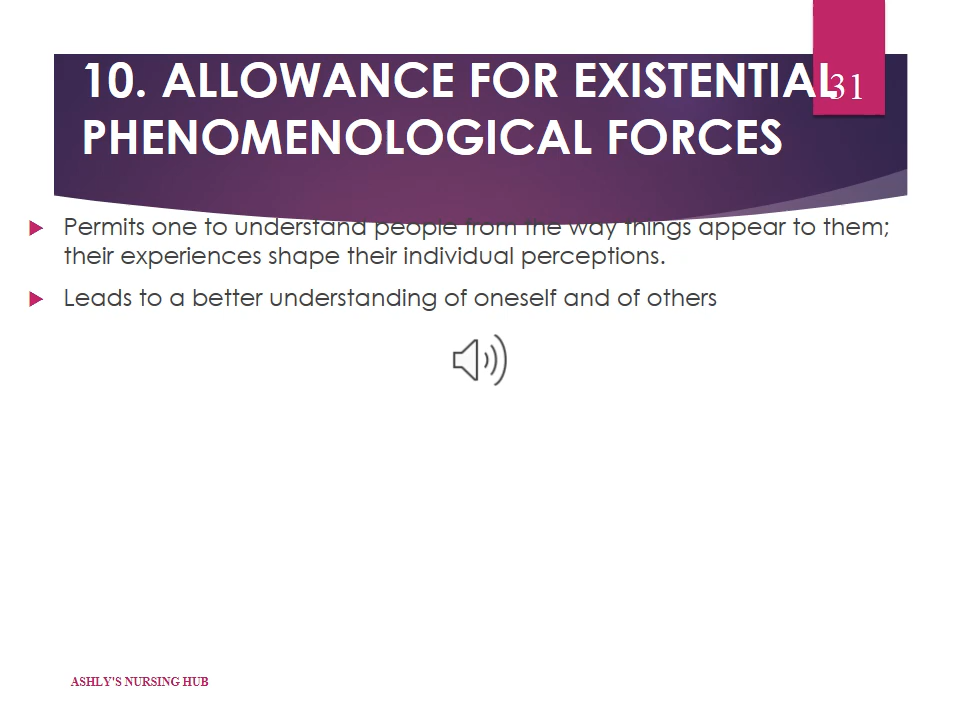 10. ALLOWANCE FOR EXISTENTIAL
31
PHENOMENOLOGICAL FORCES
Permits one to understand people from the way things appear to them;
their experiences shape their individual perceptions.
Leads to a better understanding of oneself and of others
ASHLY'S NURSING HUB